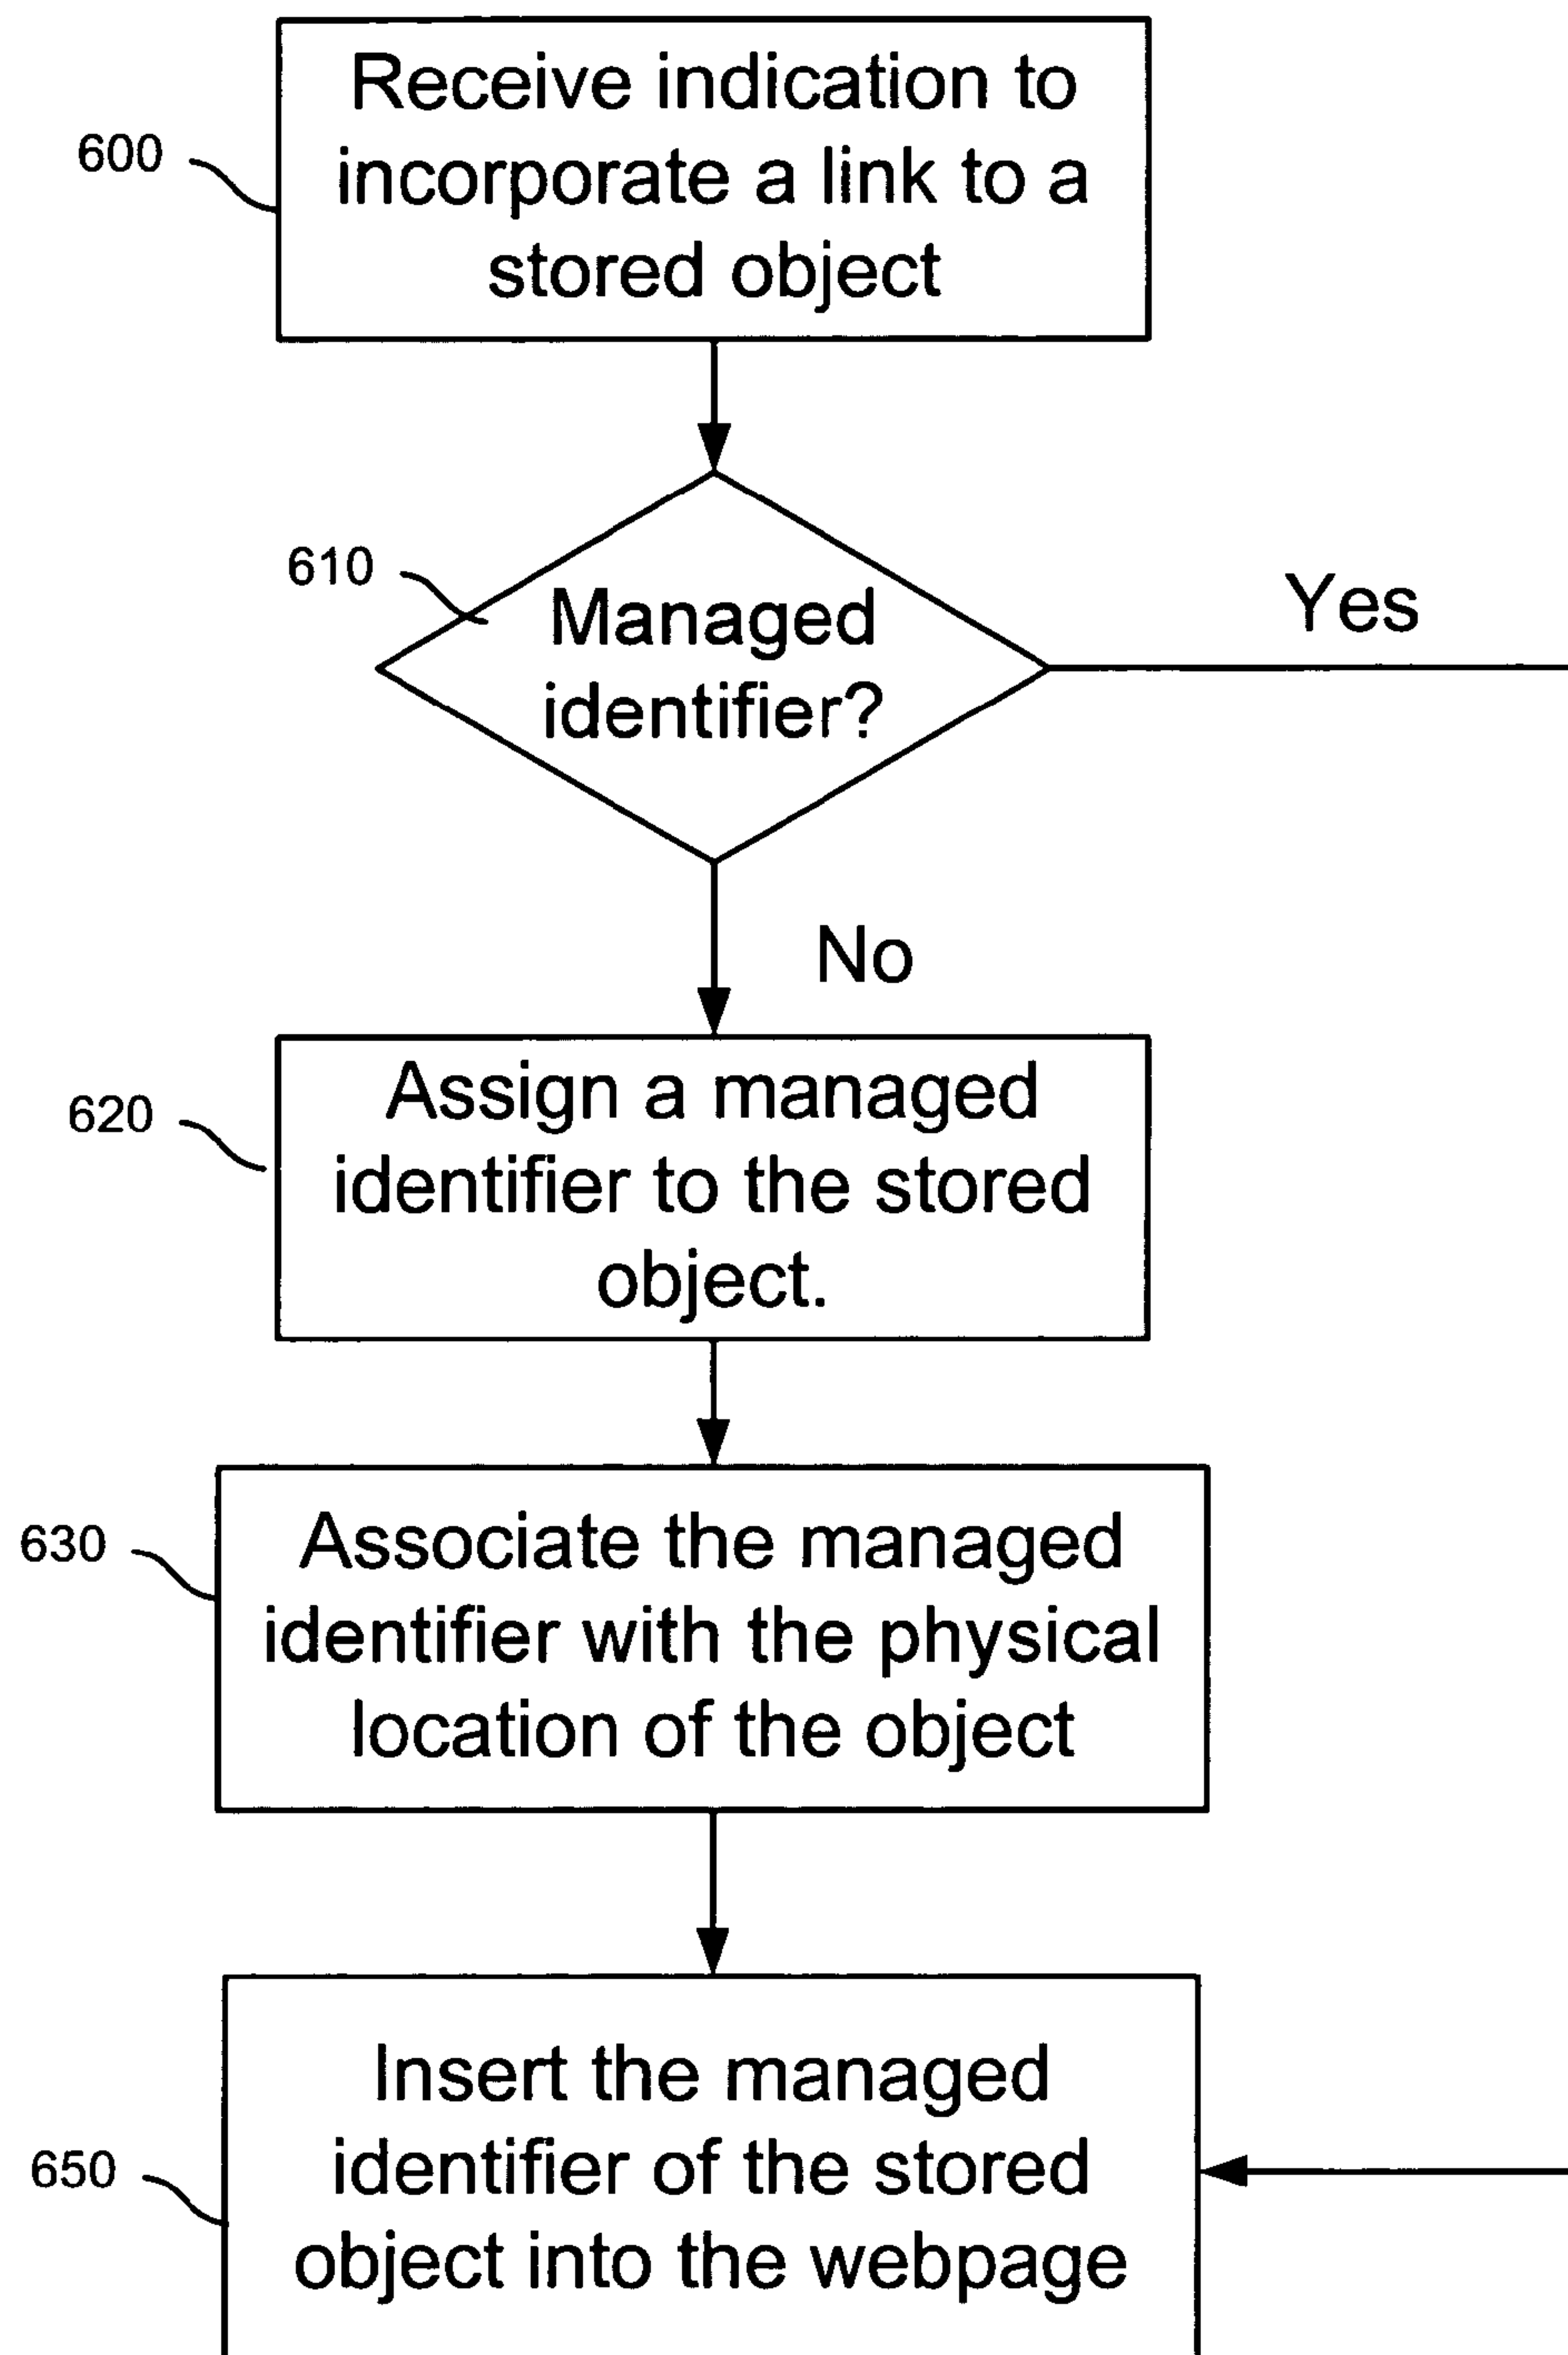 600
Receive indication to
incorporate a link to a
stored object
610
Managed
identifier?
Yes
No
620
Assign a managed
identifier to the stored
object.
630
Associate the managed
identifier with the physical
location of the object
650
Insert the managed
identifier of the stored
object into the webpage